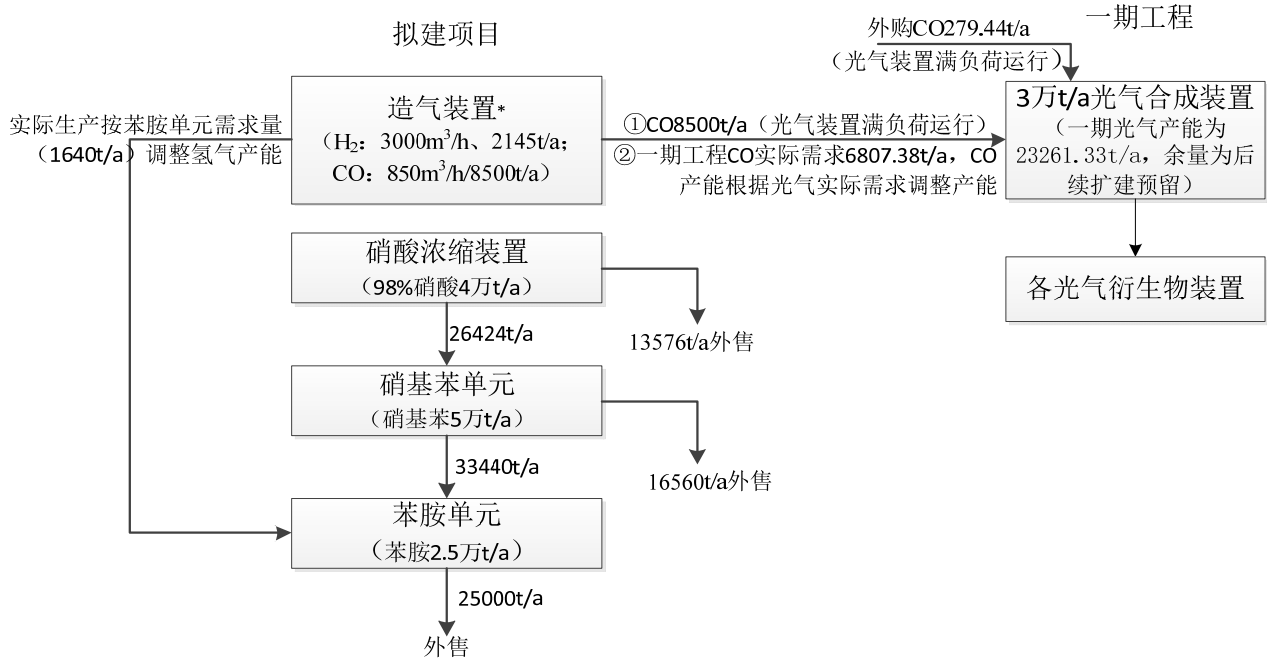 拟建项目
一期工程
外购CO279.44t/a
（光气装置满负荷运行）
实际生产按苯胺单元需求量
（1640t/a）调整氢气产能
造气装置*
（H₂：3000m³/h、2145t/a；
CO：850m³/h/8500t/a）
①CO8500t/a（光气装置满负荷运行）
②一期工程CO实际需求6807.38t/a，CO
产能根据光气实际需求调整产能
3万t/a光气合成装置
（一期光气产能为
23261.33t/a，余量为后
续扩建预留）
各光气衍生物装置
硝酸浓缩装置
（98%硝酸4万t/a）
26424t/a
13576t/a外售
硝基苯单元
（硝基苯5万t/a）
33440t/a
16560t/a外售
苯胺单元
（苯胺2.5万t/a）
25000t/a
外售